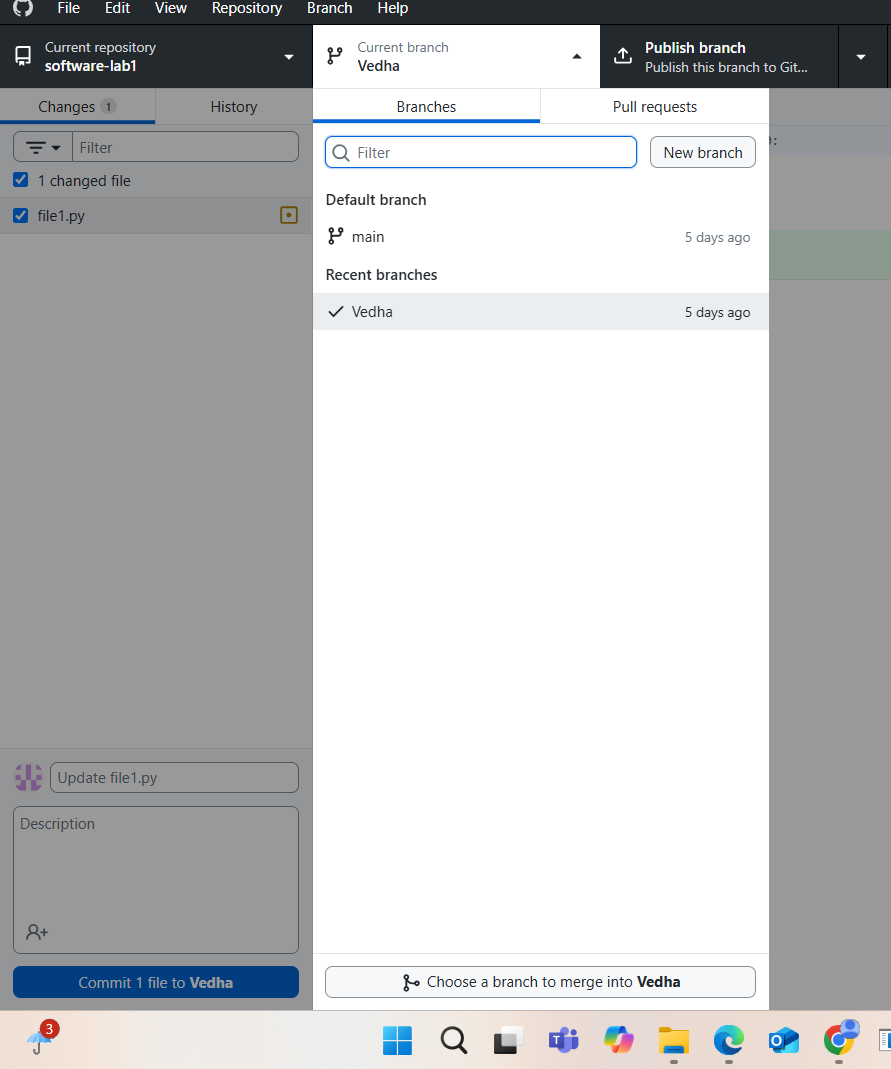 File Edit View Repository Branch Help
Current repository
software-lab1
Current branch
Vedha
Publish branch
Publish this branch to Git...
Changes 1
History
Branches
Pull requests
Filter
Filter
New branch
1 changed file
file1.py
Default branch
main
5 days ago
Recent branches
Vedha
5 days ago
Update file1.py
Description
Commit 1 file to Vedha
Choose a branch to merge into Vedha
3